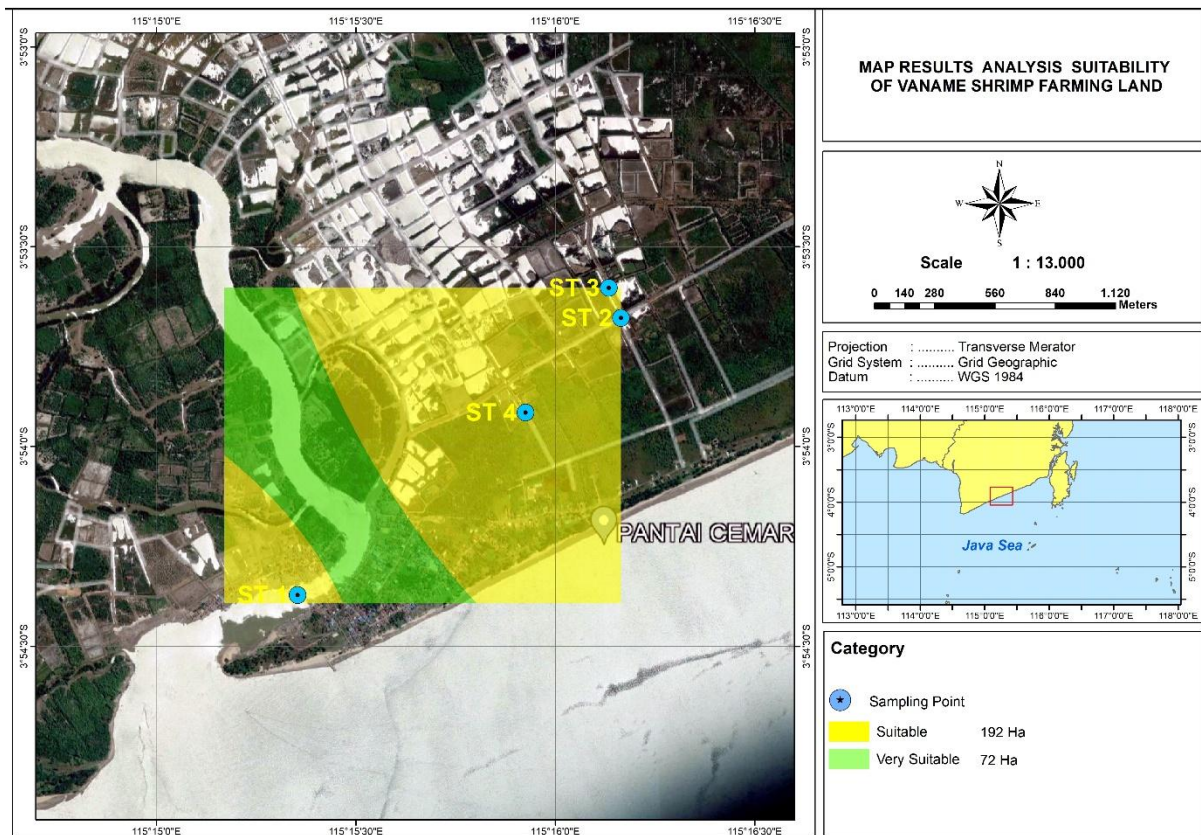 115°15'0"E 115°15'30"E 115°16'0"E 115°16'30"E
3°53'0"S 3°53'0"S
3°53'30"S 3°53'30"S
3°54'0"S 3°54'0"S
3°54'30"S 3°54'30"S
ST 3
ST 2
ST 4
PANTAI CEMAR
115°15'0"E 115°15'30"E 115°16'0"E 115°16'30"E
MAP RESULTS ANALYSIS SUITABILITY
OF VANAME SHRIMP FARMING LAND
N
W E
S
Scale 1 : 13.000
0 140 280 560 840 1.120
Meters
Projection : .......... Transverse Merator
Grid System : .......... Grid Geographic
Datum : .......... WGS 1984
113°0'0"E 114°0'0"E 115°0'0"E 116°0'0"E 117°0'0"E 118°0'0"E
3°0'0"S 3°0'0"S
4°0'0"S 4°0'0"S
5°0'0"S 5°0'0"S
Java Sea
113°0'0"E 114°0'0"E 115°0'0"E 116°0'0"E 117°0'0"E 118°0'0"E
Category
Sampling Point
Suitable 192 Ha
Very Suitable 72 Ha